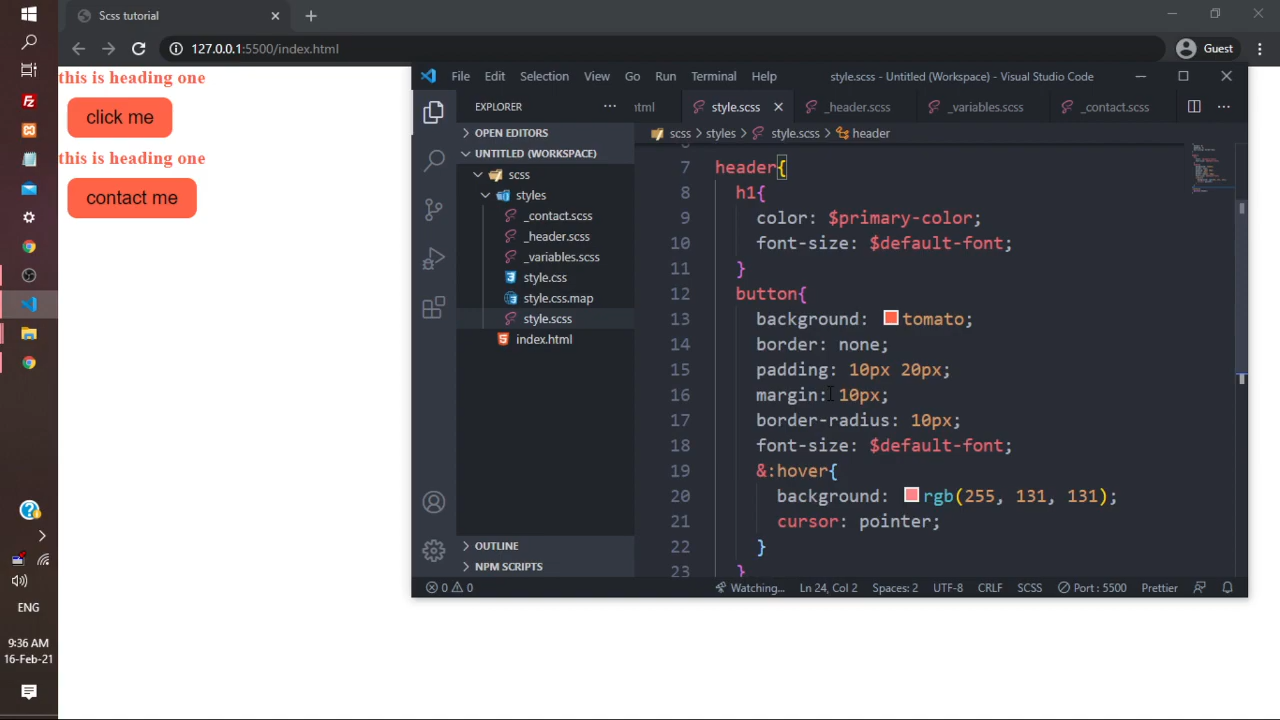 Scss tutorial
127.0.0.1:5500/index.html
Guest
this is heading one
click me
this is heading one
contact me
File Edit Selection View Go Run Terminal Help
style.scss - Untitled (Workspace) - Visual Studio Code
EXPLORER
html
style.scss
_header.scss
_variables.scss
_contact.scss
OPEN EDITORS
UNTITLED (WORKSPACE)
scss
styles
_contact.scss
_header.scss
_variables.scss
style.css
style.css.map
style.scss
index.html
OUTLINE
NPM SCRIPTS
scss > styles > style.scss > header
7 header{
8 h1{
9 color: $primary-color;
10 font-size: $default-font;
11 }
12 button{
13 background: tomato;
14 border: none;
15 padding: 10px 20px;
16 margin: 10px;
17 border-radius: 10px;
18 font-size: $default-font;
19 &:hover{
20 background: rgb(255, 131, 131);
21 cursor: pointer;
22 }
23 }
0 0
Watching...
Ln 24, Col 2
Spaces: 2
UTF-8
CRLF
SCSS
Port : 5500
Prettier
ENG
9:36 AM
16-Feb-21